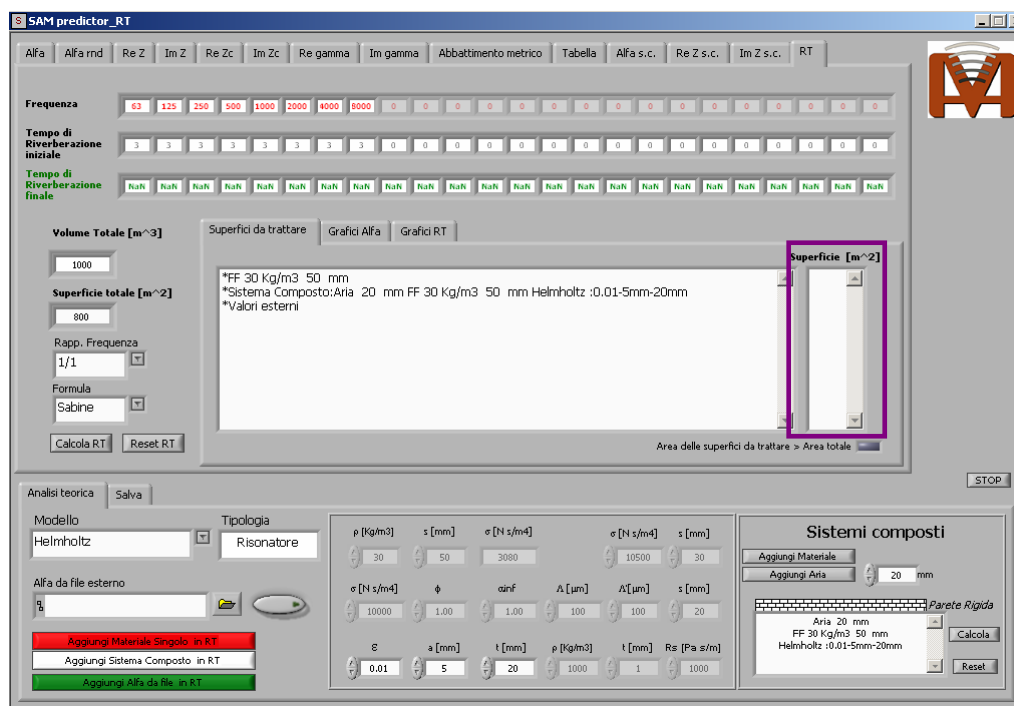 S SAM predictor_RT
Alfa Alfa rnd Re Z Im Z Re Zc Im Zc Re gamma Im gamma Abbattimento metrico Tabella Alfa s.c. Re Z s.c. Im Z s.c. RT
Frequenza 63 125 250 500 1000 2000 4000 8000 0 0 0 0 0 0 0 0 0 0 0 0 0 0 0 0
Tempo di
Riverberazione 3 3 3 3 3 3 3 3 0 0 0 0 0 0 0 0 0 0 0 0 0 0 0 0
iniziale
Tempo di
Riverberazione NaN NaN NaN NaN NaN NaN NaN NaN NaN NaN NaN NaN NaN NaN NaN NaN NaN NaN NaN NaN NaN NaN NaN NaN
finale
Volume Totale [m^3]
1000
Superficie totale [m^2]
800
Rapp. Frequenza
1/1
Formula
Sabine
Calcola RT Reset RT
Superfici da trattare Grafici Alfa Grafici RT
Superficie [m^2]
*FF 30 Kg/m3 50 mm
*Sistema Composto:Aria 20 mm FF 30 Kg/m3 50 mm Helmholtz :0.01-5mm-20mm
*Valori esterni
Area delle superfici da trattare > Area totale
STOP
Analisi teorica Salva
Modello Tipologia
Helmholtz Risonatore
Alfa da file esterno
Aggiungi Materiale Singolo in RT
Aggiungi Sistema Composto in RT
Aggiungi Alfa da file in RT
ρ [Kg/m3] s [mm] σ [N s/m4] σ [N s/m4] s [mm]
30 50 3080 10500 30
σ [N s/m4] ϕ αinf Λ [µm] Λ'[µm] s [mm]
10000 1.00 1.00 100 100 20
ε a [mm] t [mm] ρ [Kg/m3] t [mm] Rs [Pa s/m]
0.01 5 20 1000 1 1000
Sistemi composti
Aggiungi Materiale
Aggiungi Aria 20 mm
Parete Rigida
Aria 20 mm
FF 30 Kg/m3 50 mm
Helmholtz :0.01-5mm-20mm
Calcola
Reset